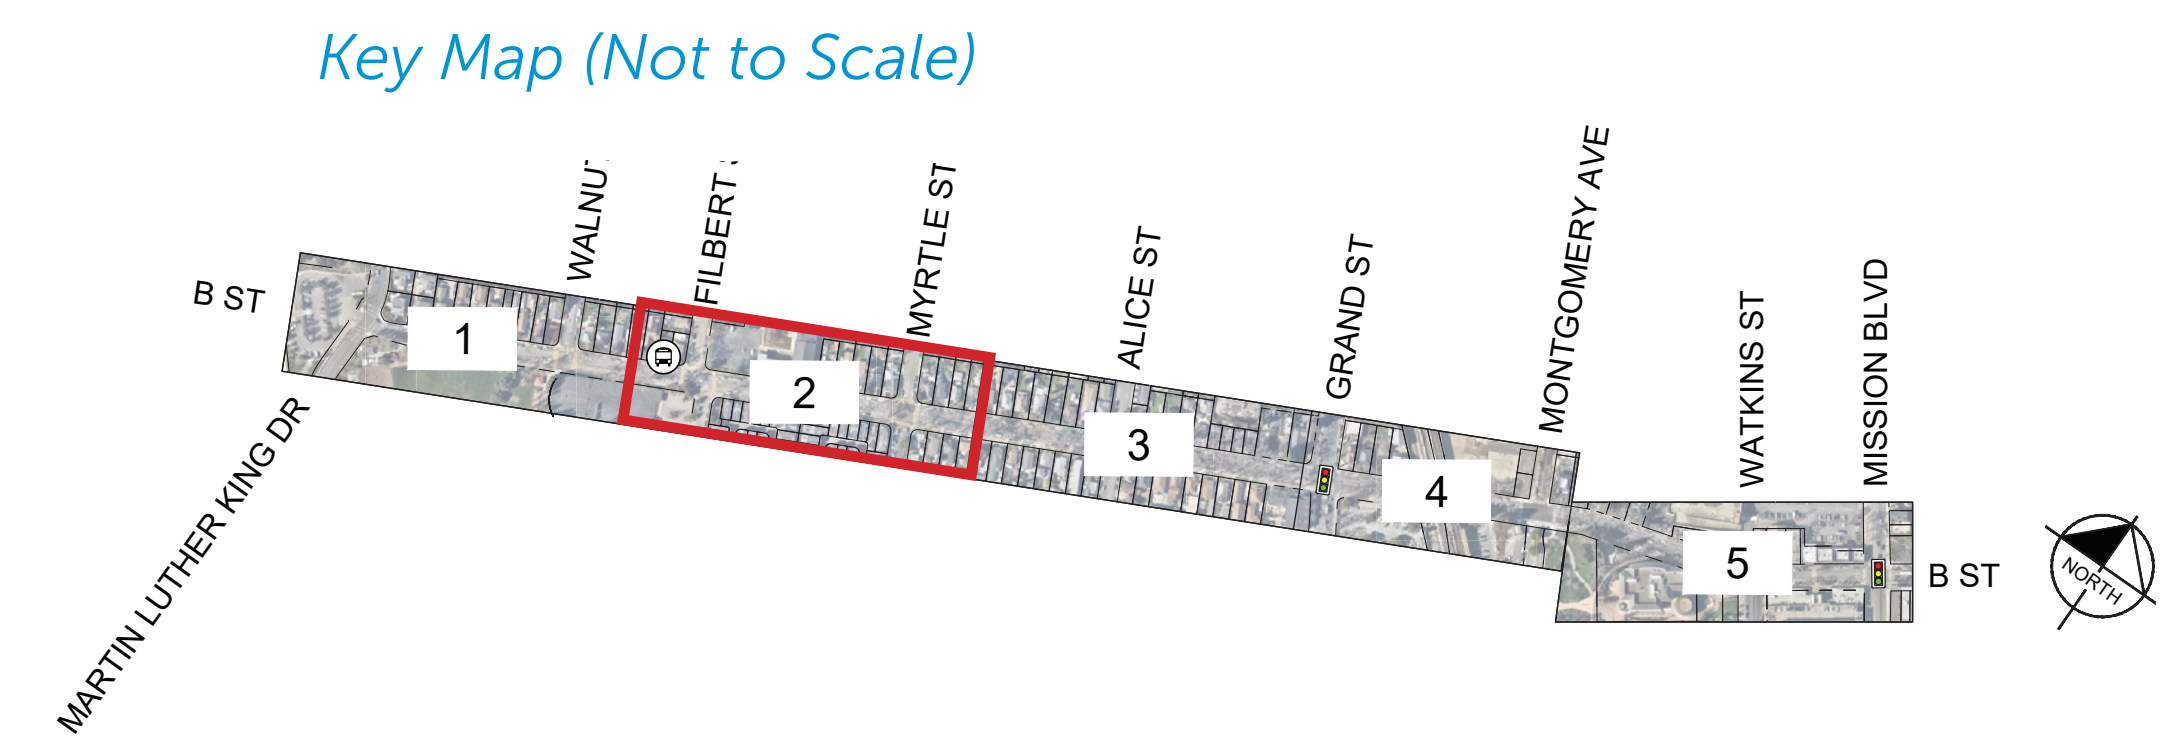 Key Map (Not to Scale)
B ST
MARTIN LUTHER KING DR
WALNUT
FILBERT
MYRTLE ST
ALICE ST
GRAND ST
MONTGOMERY AVE
WATKINS ST
MISSION BLVD
1
2
3
4
5
B ST
NORTH